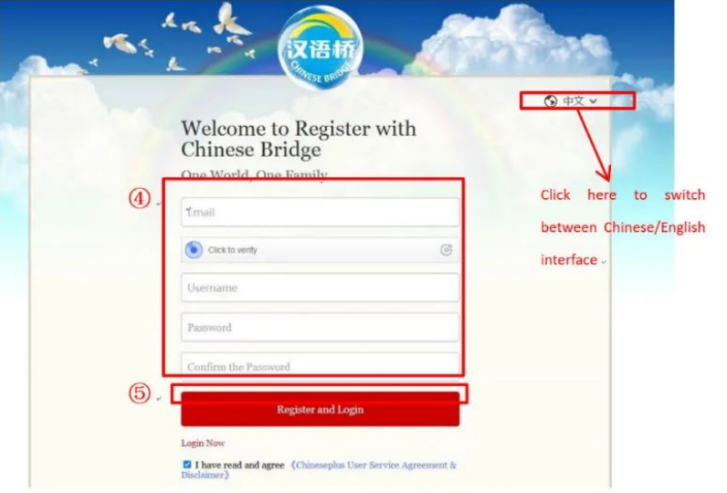 汉语桥
CHINESE BRIDGE
中文
Welcome to Register with
Chinese Bridge
One World, One Family
④
Email
Click to verify
Username
Password
Confirm the Password
⑤
Register and Login
Login Now
I have read and agree 《Chineseplus User Service Agreement &
Disclaimer》
Click here to switch
between Chinese/English
interface